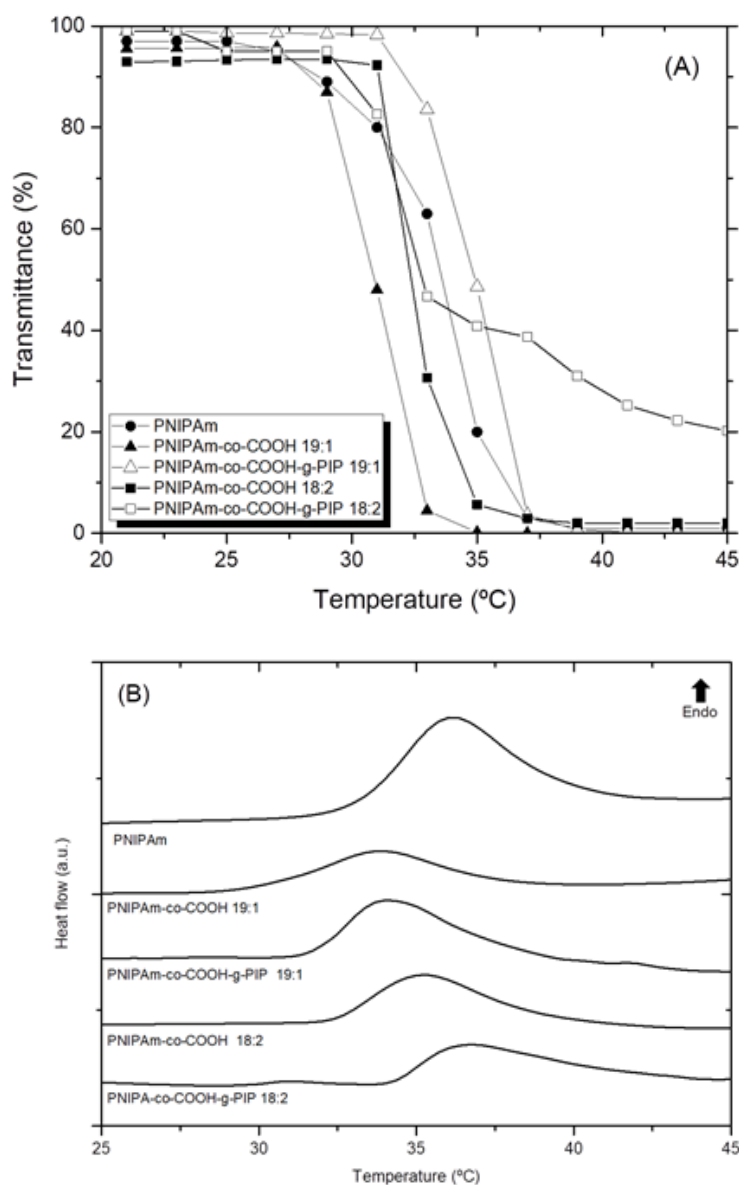 (A)
100
80
60
40
20
0
Transmittance (%)
PNIPAm
PNIPAm-co-COOH 19:1
PNIPAm-co-COOH-g-PIP 19:1
PNIPAm-co-COOH 18:2
PNIPAm-co-COOH-g-PIP 18:2
20 25 30 35 40 45
Temperature (ºC)
(B)
Endo
Heat flow (a.u.)
PNIPAm
PNIPAm-co-COOH 19:1
PNIPAm-co-COOH-g-PIP 19:1
PNIPAm-co-COOH 18:2
PNIPA-co-COOH-g-PIP 18:2
25 30 35 40 45
Temperature (ºC)